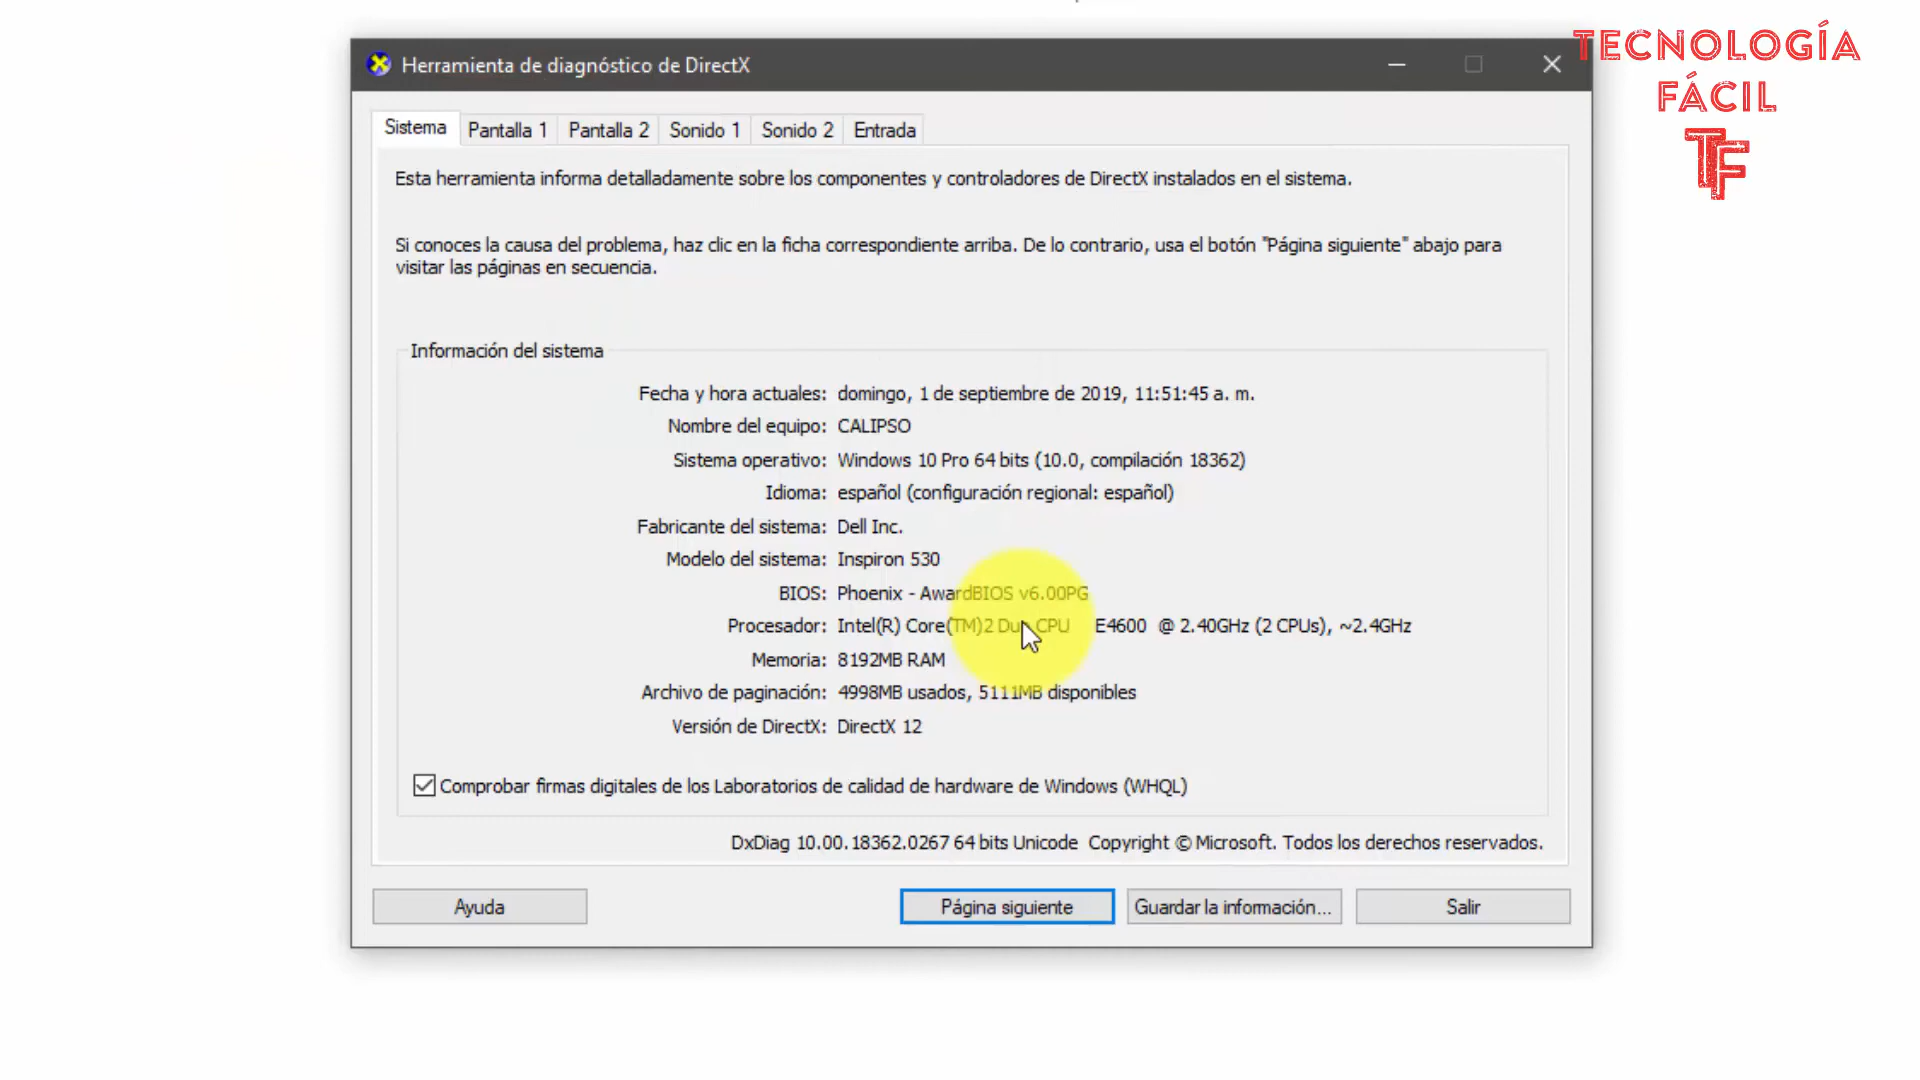 TECNOLOGÍA
FÁCIL
TF
Herramienta de diagnóstico de DirectX
Sistema Pantalla 1 Pantalla 2 Sonido 1 Sonido 2 Entrada
Esta herramienta informa detalladamente sobre los componentes y controladores de DirectX instalados en el sistema.
Si conoces la causa del problema, haz clic en la ficha correspondiente arriba. De lo contrario, usa el botón "Página siguiente" abajo para
visitar las páginas en secuencia.
Información del sistema
Fecha y hora actuales: domingo, 1 de septiembre de 2019, 11:51:45 a. m.
Nombre del equipo: CALIPSO
Sistema operativo: Windows 10 Pro 64 bits (10.0, compilación 18362)
Idioma: español (configuración regional: español)
Fabricante del sistema: Dell Inc.
Modelo del sistema: Inspiron 530
BIOS: Phoenix - AwardBIOS v6.00PG
Procesador: Intel(R) Core(TM)2 Duo CPU E4600 @ 2.40GHz (2 CPUs), ~2.4GHz
Memoria: 8192MB RAM
Archivo de paginación: 4998MB usados, 5111MB disponibles
Versión de DirectX: DirectX 12
Comprobar firmas digitales de los Laboratorios de calidad de hardware de Windows (WHQL)
DxDiag 10.00.18362.0267 64 bits Unicode Copyright © Microsoft. Todos los derechos reservados.
Ayuda Página siguiente Guardar la información... Salir